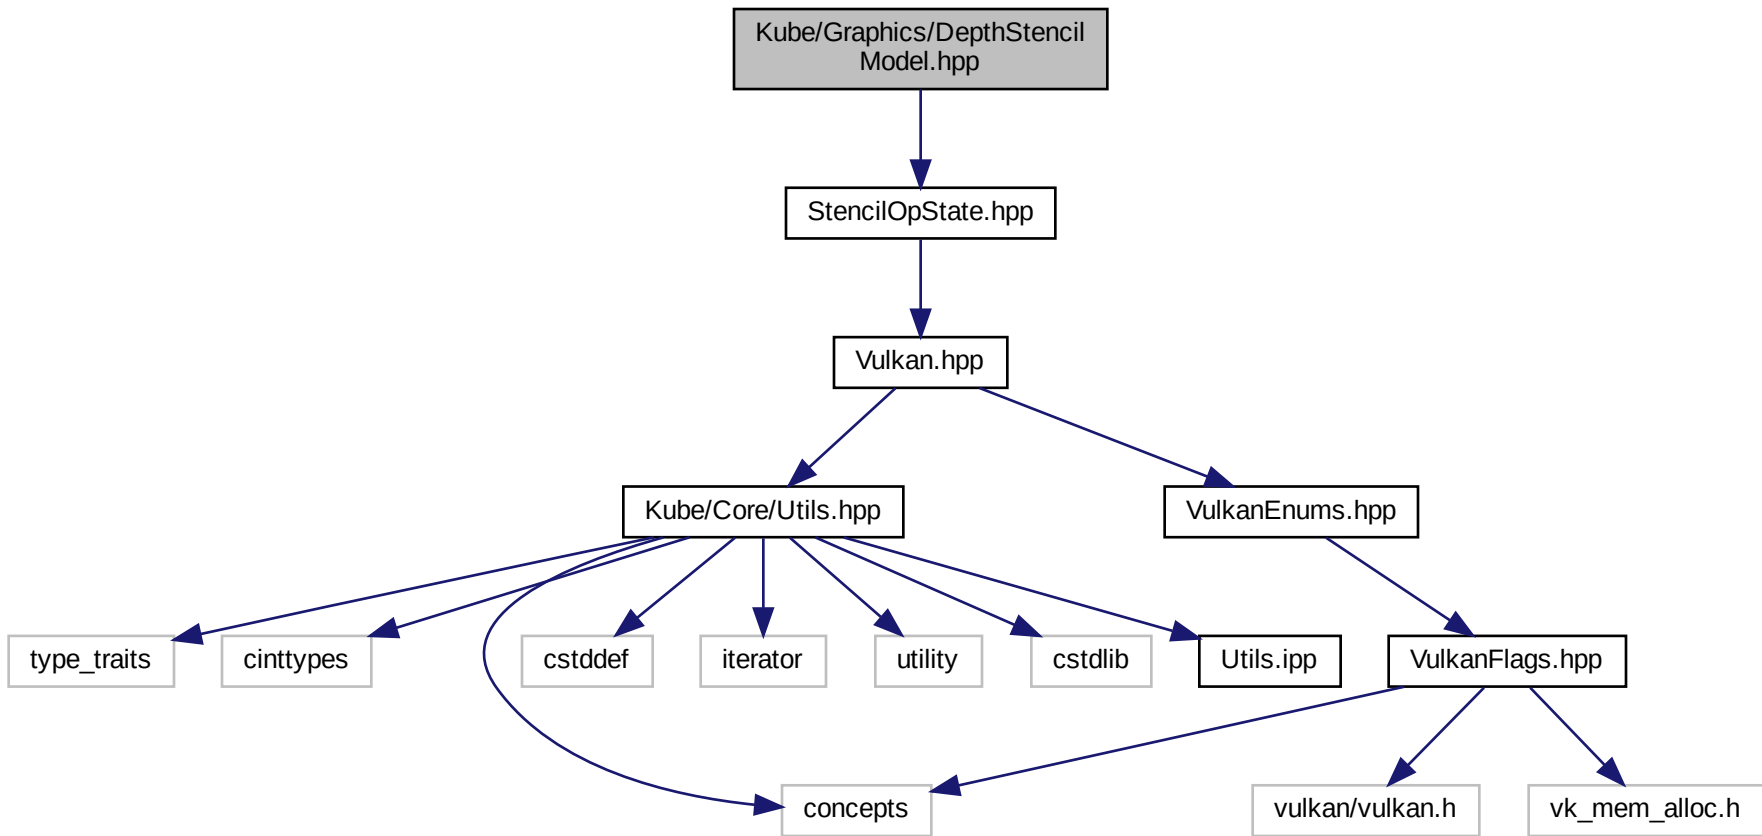 Kube/Graphics/DepthStencil
Model.hpp
StencilOpState.hpp
Vulkan.hpp
Kube/Core/Utils.hpp
VulkanEnums.hpp
type_traits
cinttypes
cstddef
iterator
utility
cstdlib
Utils.ipp
VulkanFlags.hpp
concepts
vulkan/vulkan.h
vk_mem_alloc.h